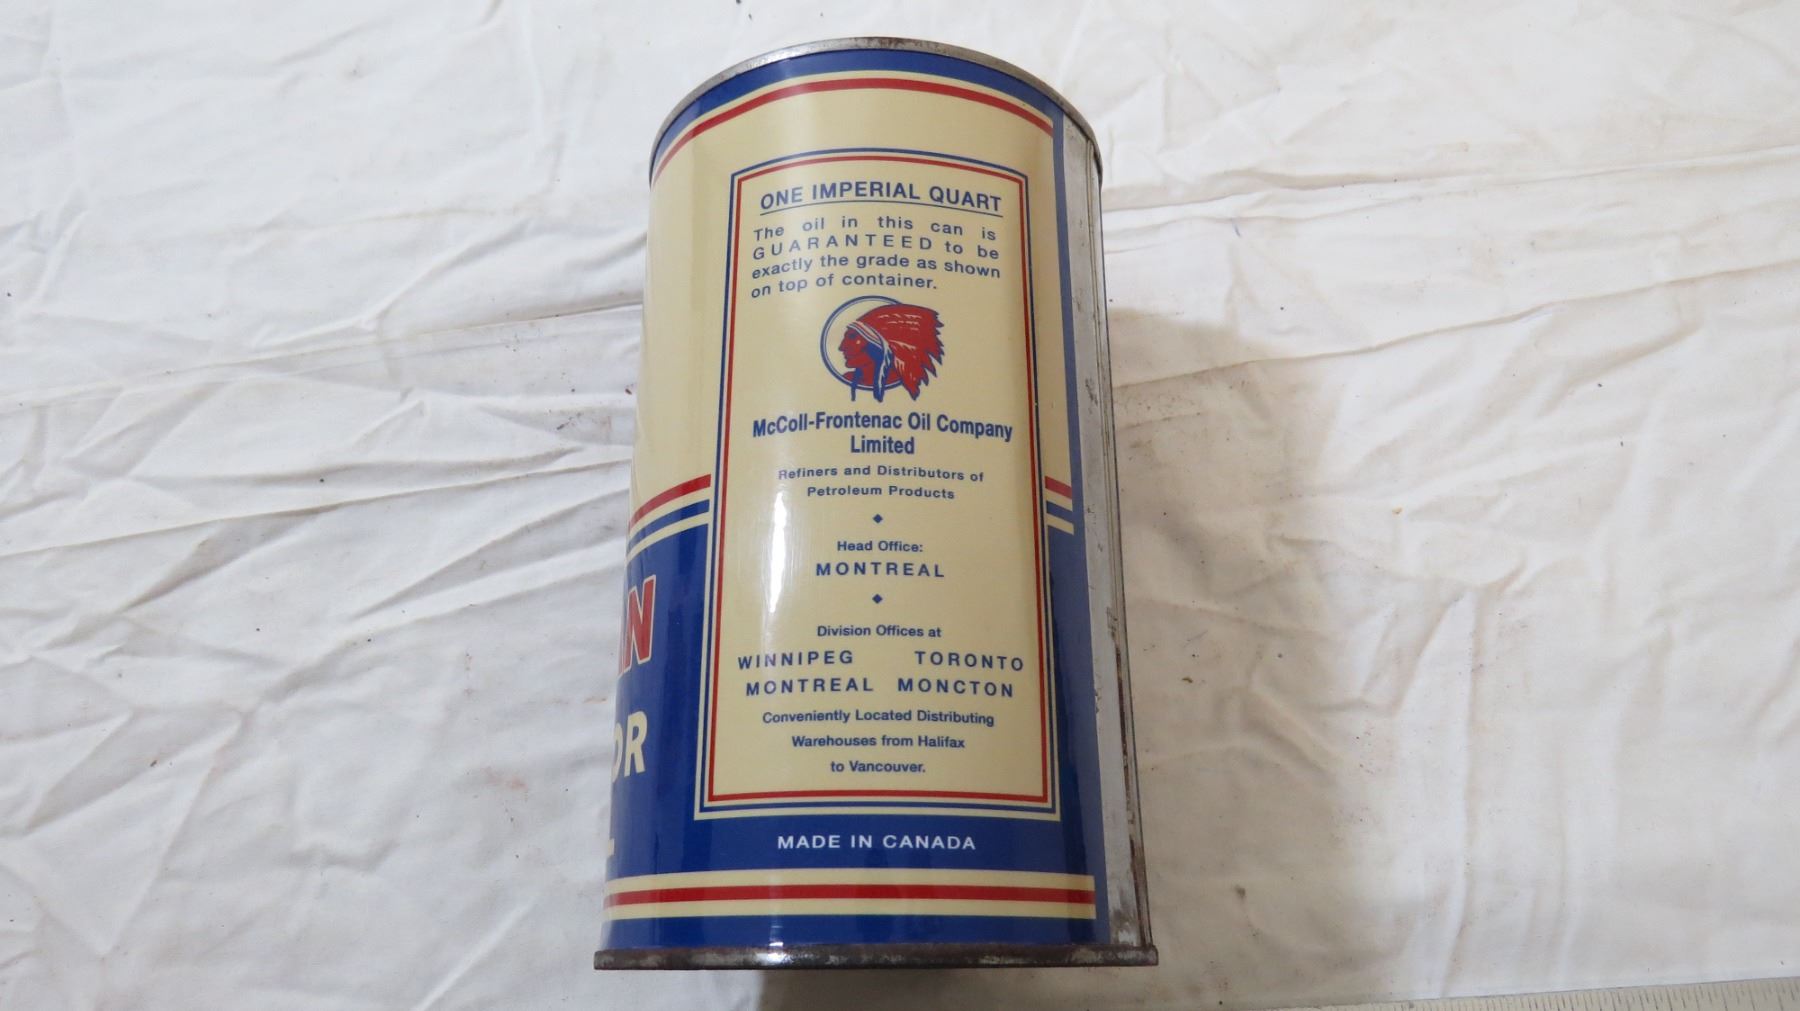 ONE IMPERIAL QUART
The oil in this can is
GUARANTEED to be
exactly the grade as shown
on top of container.
McColl-Frontenac Oil Company
Limited
Refiners and Distributors of
Petroleum Products
Head Office:
MONTREAL
Division Offices at
WINNIPEG TORONTO
MONTREAL MONCTON
Conveniently Located Distributing
Warehouses from Halifax
to Vancouver.
MADE IN CANADA